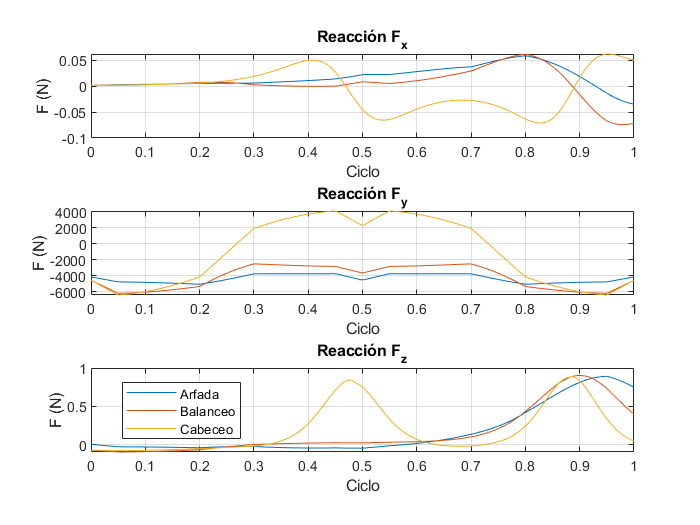 Reacción Fx
F (N)
0.05
0
-0.05
-0.1
0 0.1 0.2 0.3 0.4 0.5 0.6 0.7 0.8 0.9 1
Ciclo
Reacción Fy
F (N)
4000
2000
0
-2000
-4000
-6000
0 0.1 0.2 0.3 0.4 0.5 0.6 0.7 0.8 0.9 1
Ciclo
Reacción Fz
F (N)
1
0.5
0
Arfada
Balanceo
Cabeceo
0 0.1 0.2 0.3 0.4 0.5 0.6 0.7 0.8 0.9 1
Ciclo